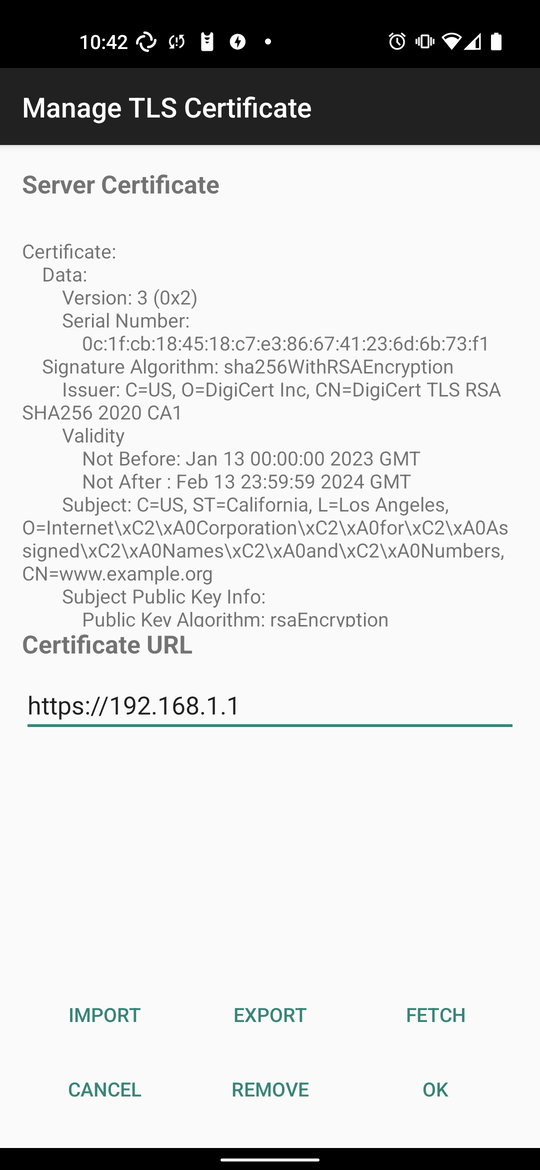 10:42
Manage TLS Certificate
Server Certificate
Certificate:
Data:
Version: 3 (0x2)
Serial Number:
0c:1f:cb:18:45:18:c7:e3:86:67:41:23:6d:6b:73:f1
Signature Algorithm: sha256WithRSAEncryption
Issuer: C=US, O=DigiCert Inc, CN=DigiCert TLS RSA
SHA256 2020 CA1
Validity
Not Before: Jan 13 00:00:00 2023 GMT
Not After : Feb 13 23:59:59 2024 GMT
Subject: C=US, ST=California, L=Los Angeles,
O=Internet\xC2\xA0Corporation\xC2\xA0for\xC2\xA0As
signed\xC2\xA0Names\xC2\xA0and\xC2\xA0Numbers,
CN=www.example.org
Subject Public Key Info:
Public Key Algorithm: rsaEncryption
Certificate URL
https://192.168.1.1
IMPORT EXPORT FETCH
CANCEL REMOVE OK